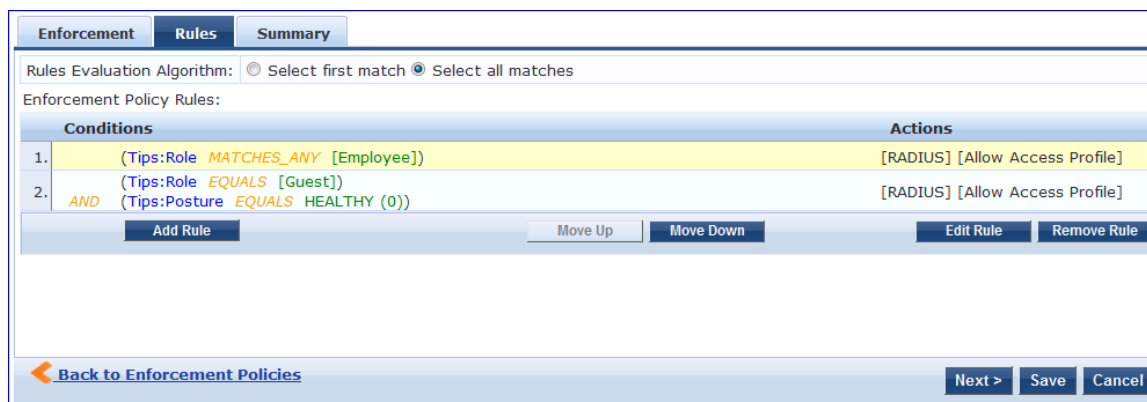 Enforcement Rules Summary
Rules Evaluation Algorithm: Select first match Select all matches
Enforcement Policy Rules:
Conditions Actions
1. (Tips:Role MATCHES_ANY [Employee]) [RADIUS] [Allow Access Profile]
2. (Tips:Role EQUALS [Guest])
AND (Tips:Posture EQUALS HEALTHY (0)) [RADIUS] [Allow Access Profile]
Add Rule Move Up Move Down Edit Rule Remove Rule
Back to Enforcement Policies Next > Save Cancel